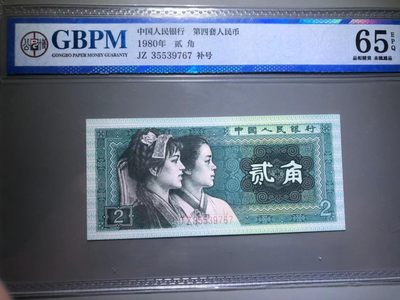 GBPM
GONGBO PAPER MONEY GUARANTY
中国人民银行 第四套人民币
1980年 贰 角
JZ 35539767 补号
65
EPQ
中国人民银行
贰角
2
2
JZ35539767